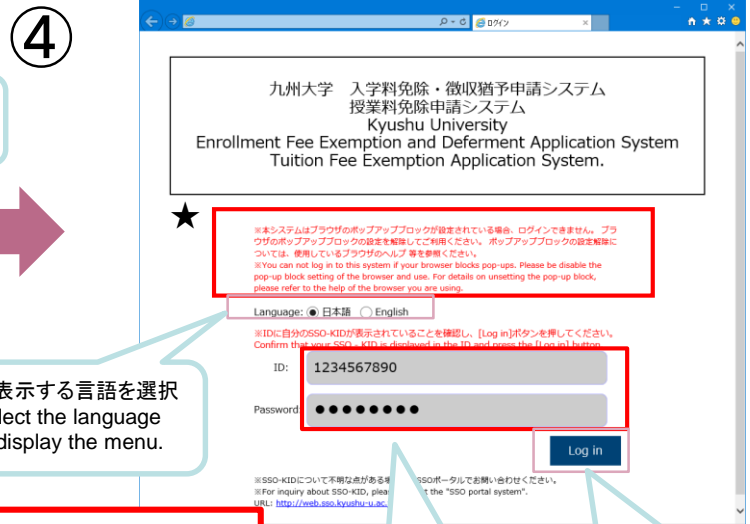 ④
ログイン
九州大学　入学料免除・徴収猶予申請システム
授業料免除申請システム
Kyushu University
Enrollment Fee Exemption and Deferment Application System
Tuition Fee Exemption Application System.
★
※本システムはブラウザのポップアップブロックが設定されている場合、ログインできません。 ブラ
ウザのポップアップブロックの設定を解除してご利用ください。 ポップアップブロックの設定解除に
ついては、使用しているブラウザのヘルプ 等を参照ください。
※You can not log in to this system if your browser blocks pop-ups. Please be disable the
pop-up block setting of the browser and use. For details on unsetting the pop-up block,
please refer to the help of the browser you are using.
Language: 日本語 English
※IDに自分のSSO-KIDが表示されていることを確認し、[Log in]ボタンを押してください。
Confirm that your SSO - KID is displayed in the ID and press the [Log in] button.
ID: 1234567890
表示する言語を選択
lect the language
display the menu.
Password: ●●●●●●●●
Log in
※SSO-KIDについて不明な点がある SSOポータルでお問い合わせください。
※For inquiry about SSO-KID, the "SSO portal system".
URL: http://web.sso.kyushu-u.ac.